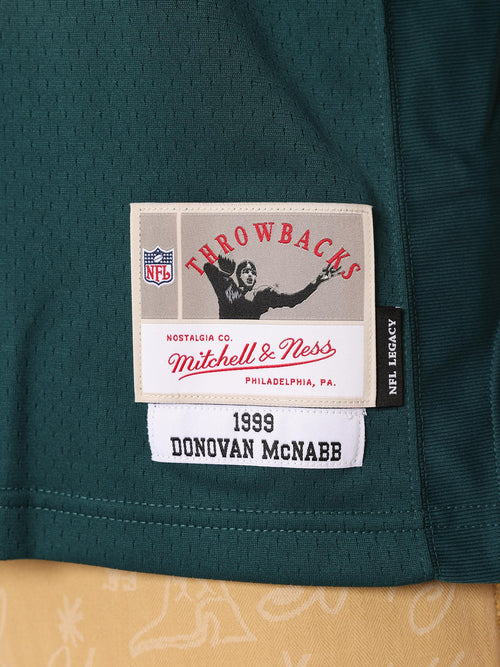 THROWBACKS
NFL
NOSTALGIA CO.
Mitchell & Ness
PHILADELPHIA, PA.
NFL LEGACY
1999
DONOVAN McNABB